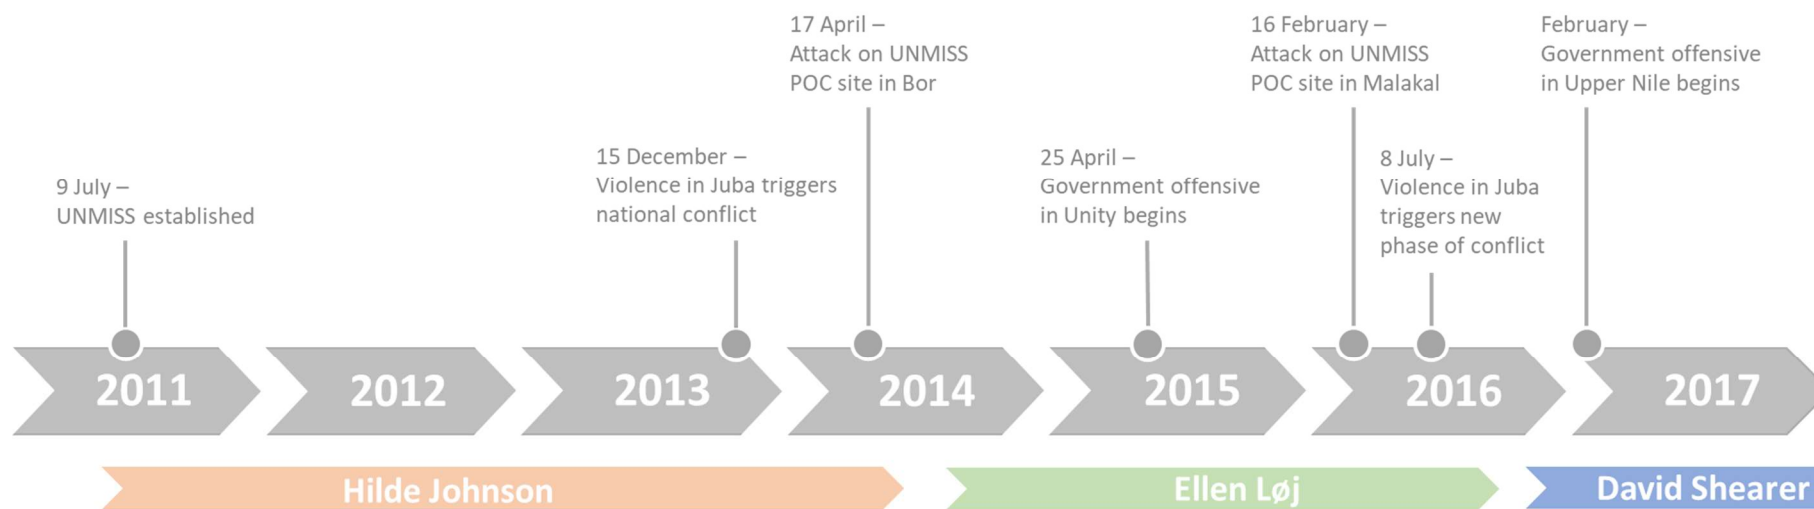 9 July –
UNMISS established
15 December –
Violence in Juba triggers
national conflict
17 April –
Attack on UNMISS
POC site in Bor
25 April –
Government offensive
in Unity begins
16 February –
Attack on UNMISS
POC site in Malakal
8 July –
Violence in Juba
triggers new
phase of conflict
February –
Government offensive
in Upper Nile begins
2011
2012
2013
2014
2015
2016
2017
Hilde Johnson
Ellen Løj
David Shearer